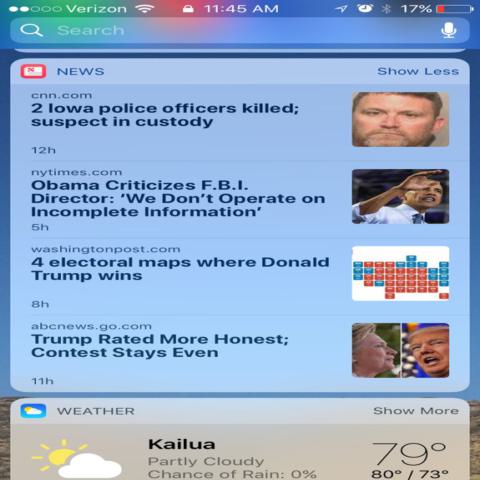 Verizon 11:45 AM 17%
Search
NEWS Show Less
cnn.com
2 Iowa police officers killed;
suspect in custody
12h
nytimes.com
Obama Criticizes F.B.I.
Director: ‘We Don’t Operate on
Incomplete Information’
5h
washingtonpost.com
4 electoral maps where Donald
Trump wins
8h
abcnews.go.com
Trump Rated More Honest;
Contest Stays Even
11h
WEATHER Show More
Kailua 79°
Partly Cloudy
Chance of Rain: 0% 80° / 73°